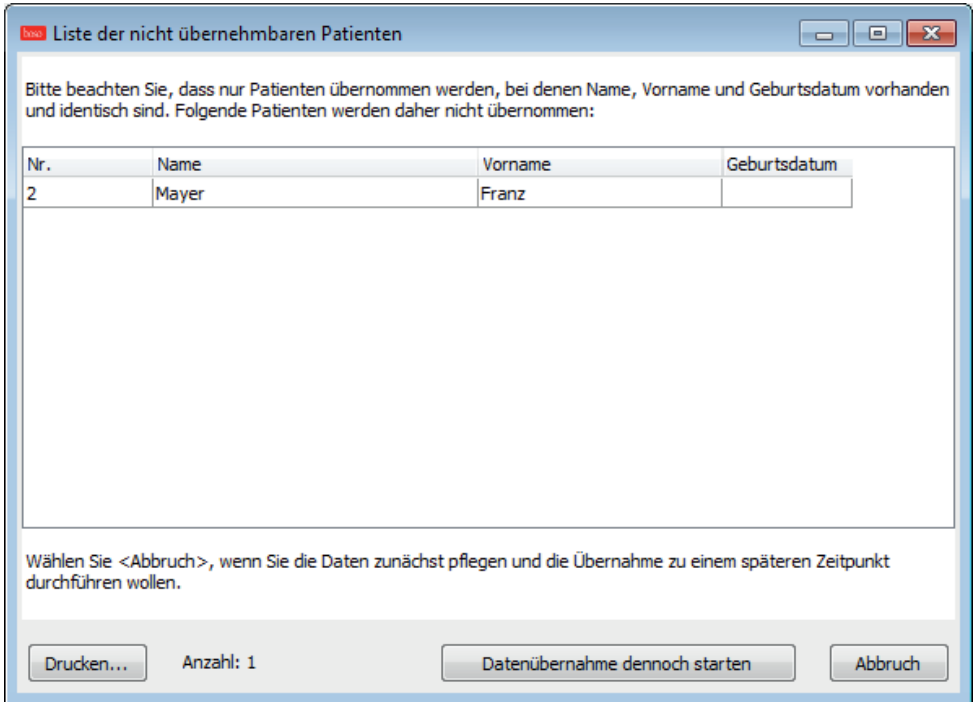 boso Liste der nicht übernehmbaren Patienten
Bitte beachten Sie, dass nur Patienten übernommen werden, bei denen Name, Vorname und Geburtsdatum vorhanden
und identisch sind. Folgende Patienten werden daher nicht übernommen:
Nr. Name Vorname Geburtsdatum
2 Mayer Franz
Wählen Sie <Abbruch>, wenn Sie die Daten zunächst pflegen und die Übernahme zu einem späteren Zeitpunkt
durchführen wollen.
Drucken... Anzahl: 1 Datenübernahme dennoch starten Abbruch